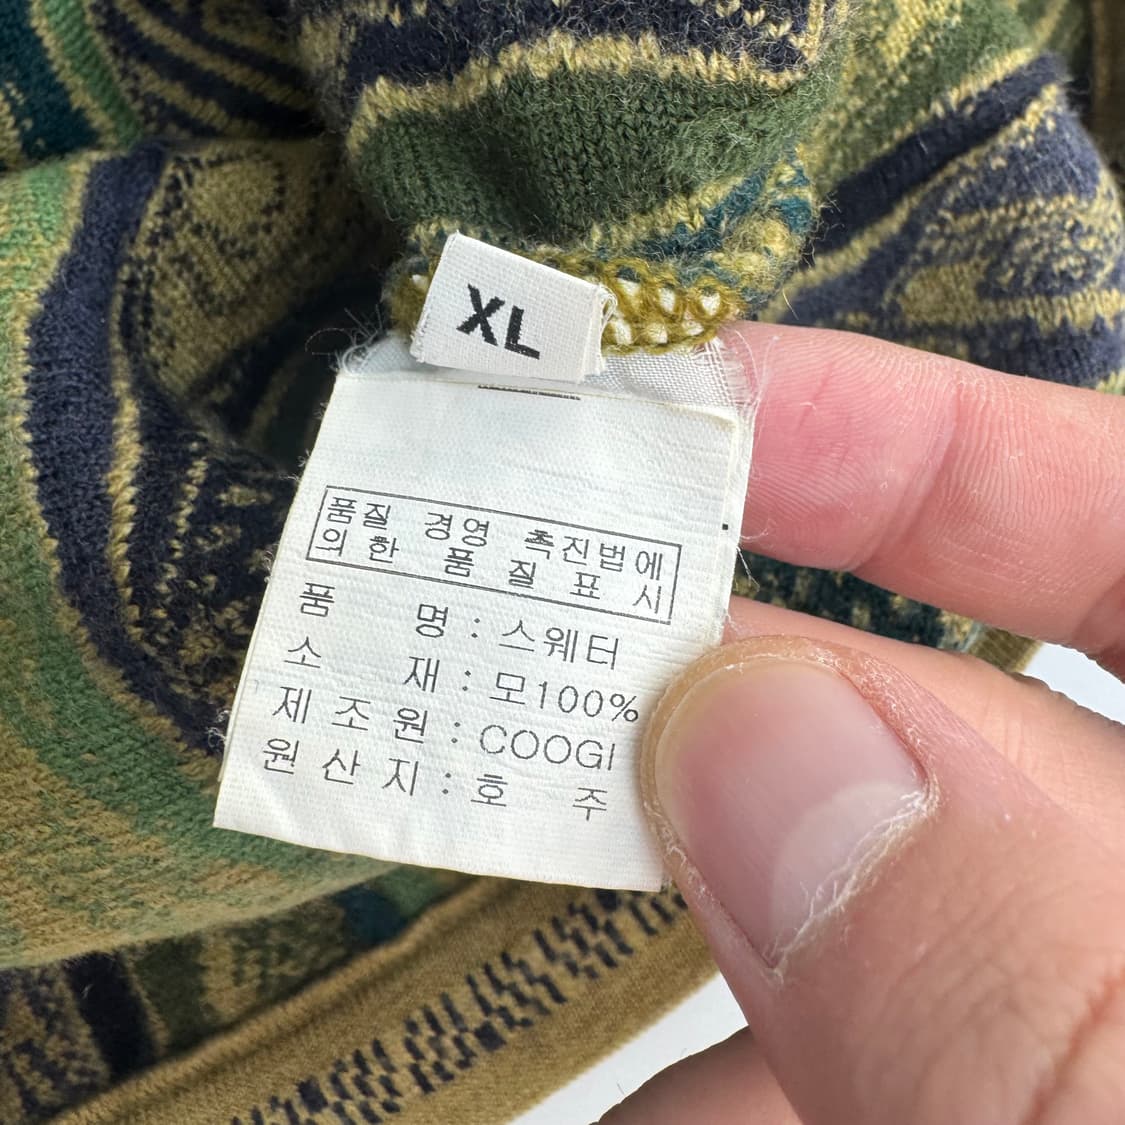 XL
품질 경영 촉진법에
의한 품질표시
품 명 : 스웨터
소 재 : 모100%
제조원 : COOGI
원산지 : 호 주